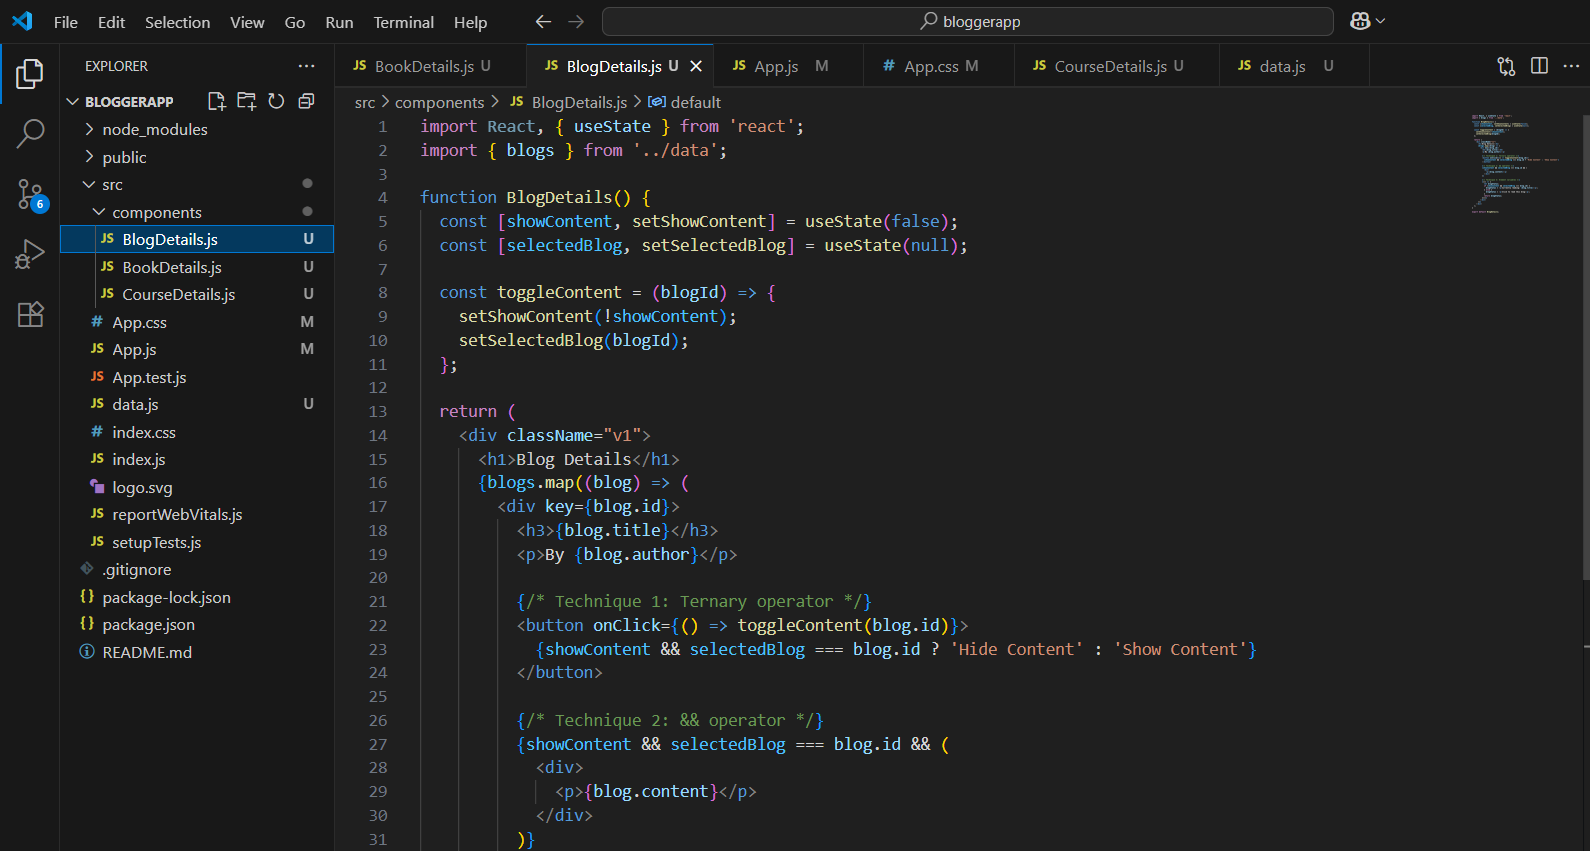 File Edit Selection View Go Run Terminal Help bloggerapp
EXPLORER
BLOGGERAPP
node_modules
public
src
components
BlogDetails.js U
BookDetails.js U
CourseDetails.js U
App.css M
App.js M
App.test.js
data.js U
index.css
index.js
logo.svg
reportWebVitals.js
setupTests.js
.gitignore
package-lock.json
package.json
README.md
6
JS BookDetails.js U JS BlogDetails.js U JS App.js M # App.css M JS CourseDetails.js U JS data.js U
src > components > JS BlogDetails.js > default
1 import React, { useState } from 'react';
2 import { blogs } from '../data';
3
4 function BlogDetails() {
5 const [showContent, setShowContent] = useState(false);
6 const [selectedBlog, setSelectedBlog] = useState(null);
7
8 const toggleContent = (blogId) => {
9 setShowContent(!showContent);
10 setSelectedBlog(blogId);
11 };
12
13 return (
14 <div className="v1">
15 <h1>Blog Details</h1>
16 {blogs.map((blog) => (
17 <div key={blog.id}>
18 <h3>{blog.title}</h3>
19 <p>By {blog.author}</p>
20
21 {/* Technique 1: Ternary operator */}
22 <button onClick={() => toggleContent(blog.id)}>
23 {showContent && selectedBlog === blog.id ? 'Hide Content' : 'Show Content'}
24 </button>
25
26 {/* Technique 2: && operator */}
27 {showContent && selectedBlog === blog.id && (
28 <div>
29 <p>{blog.content}</p>
30 </div>
31 )}